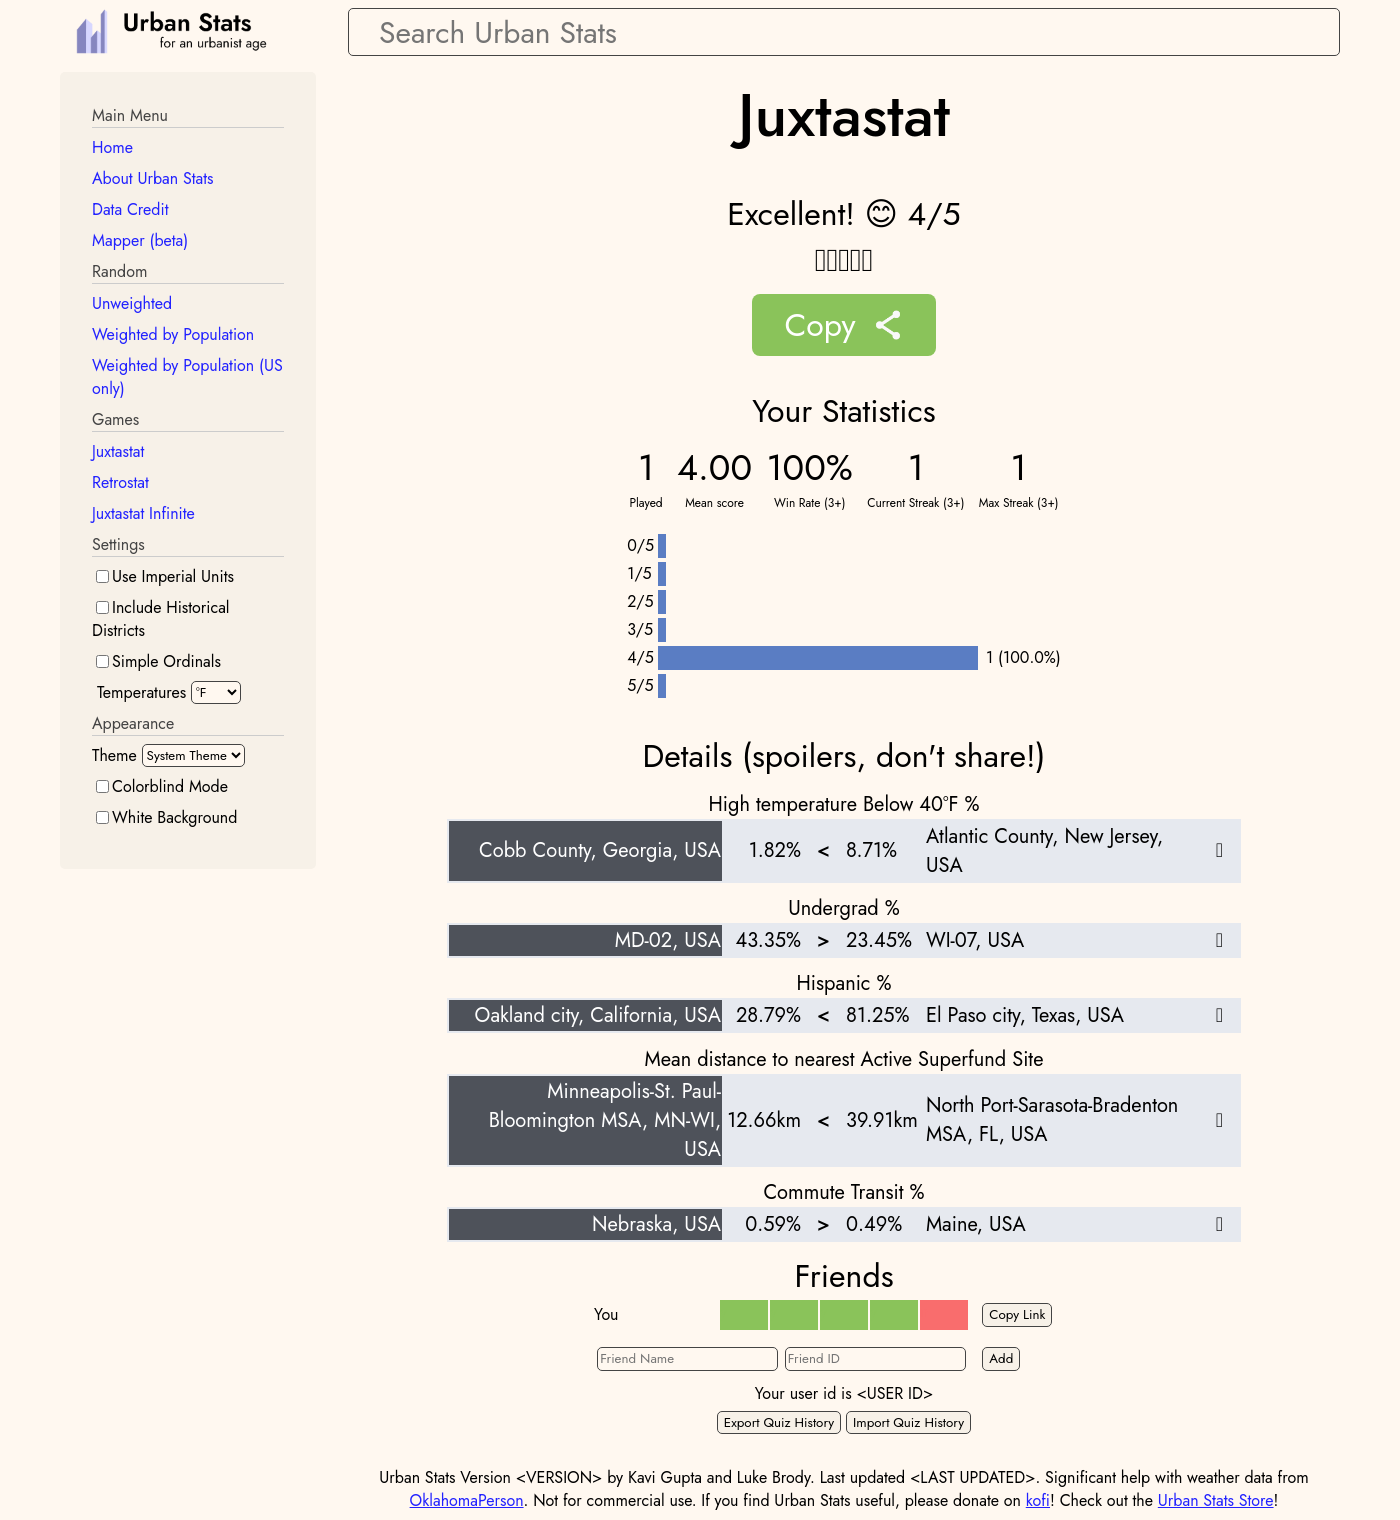 Urban Stats
for an urbanist age
Search Urban Stats
Main Menu
Home
About Urban Stats
Data Credit
Mapper (beta)
Random
Unweighted
Weighted by Population
Weighted by Population (US
only)
Games
Juxtastat
Retrostat
Juxtastat Infinite
Settings
Use Imperial Units
Include Historical
Districts
Simple Ordinals
Temperatures °F
Appearance
Theme System Theme
Colorblind Mode
White Background
Juxtastat
Excellent! 😊 4/5
Copy
Your Statistics
1 4.00 100% 1 1
Played Mean score Win Rate (3+) Current Streak (3+) Max Streak (3+)
0/5
1/5
2/5
3/5
4/5 1 (100.0%)
5/5
Details (spoilers, don't share!)
High temperature Below 40°F %
Cobb County, Georgia, USA 1.82% < 8.71% Atlantic County, New Jersey,
USA
Undergrad %
MD-02, USA 43.35% > 23.45% WI-07, USA
Hispanic %
Oakland city, California, USA 28.79% < 81.25% El Paso city, Texas, USA
Mean distance to nearest Active Superfund Site
Minneapolis-St. Paul-
Bloomington MSA, MN-WI,
USA
12.66km < 39.91km
North Port-Sarasota-Bradenton
MSA, FL, USA
Commute Transit %
Nebraska, USA 0.59% > 0.49% Maine, USA
Friends
You Copy Link
Friend Name Friend ID Add
Your user id is <USER ID>
Export Quiz History Import Quiz History
Urban Stats Version <VERSION> by Kavi Gupta and Luke Brody. Last updated <LAST UPDATED>. Significant help with weather data from
OklahomaPerson. Not for commercial use. If you find Urban Stats useful, please donate on kofi! Check out the Urban Stats Store!